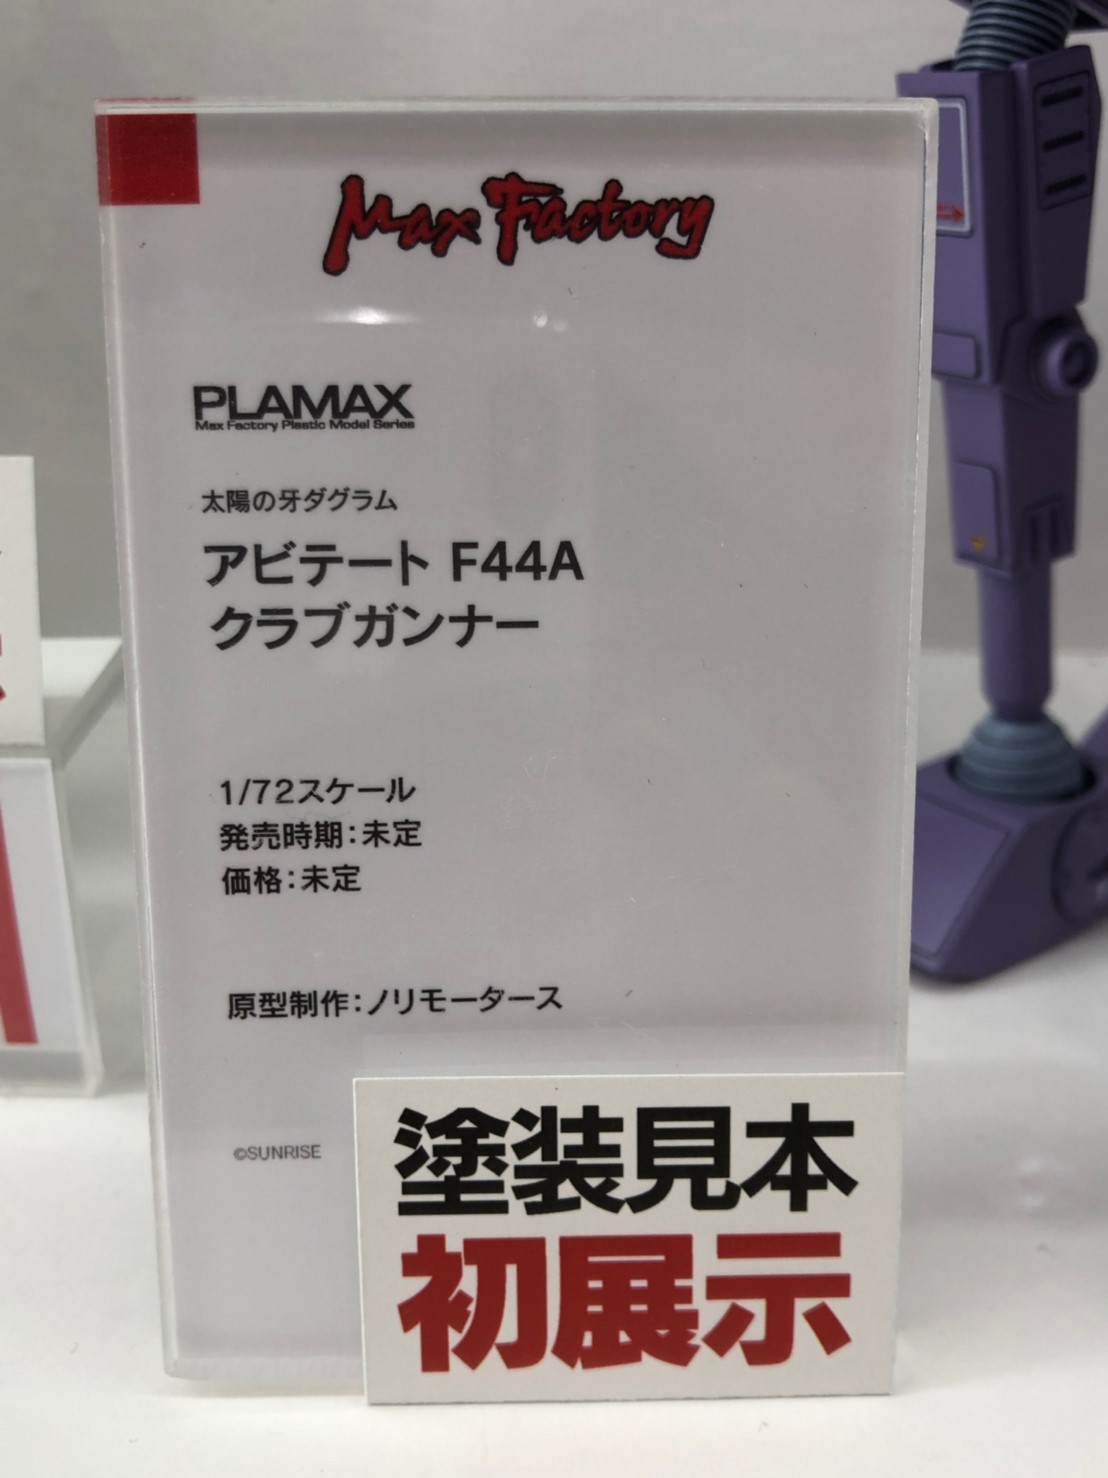 Max Factory
PLAMAX
Max Factory Plastic Model Series
太陽の牙ダグラム
アビテート F44A
クラブガンナー
1/72スケール
発売時期:未定
価格:未定
原型制作:ノリモータース
©SUNRISE
塗装見本
初展示